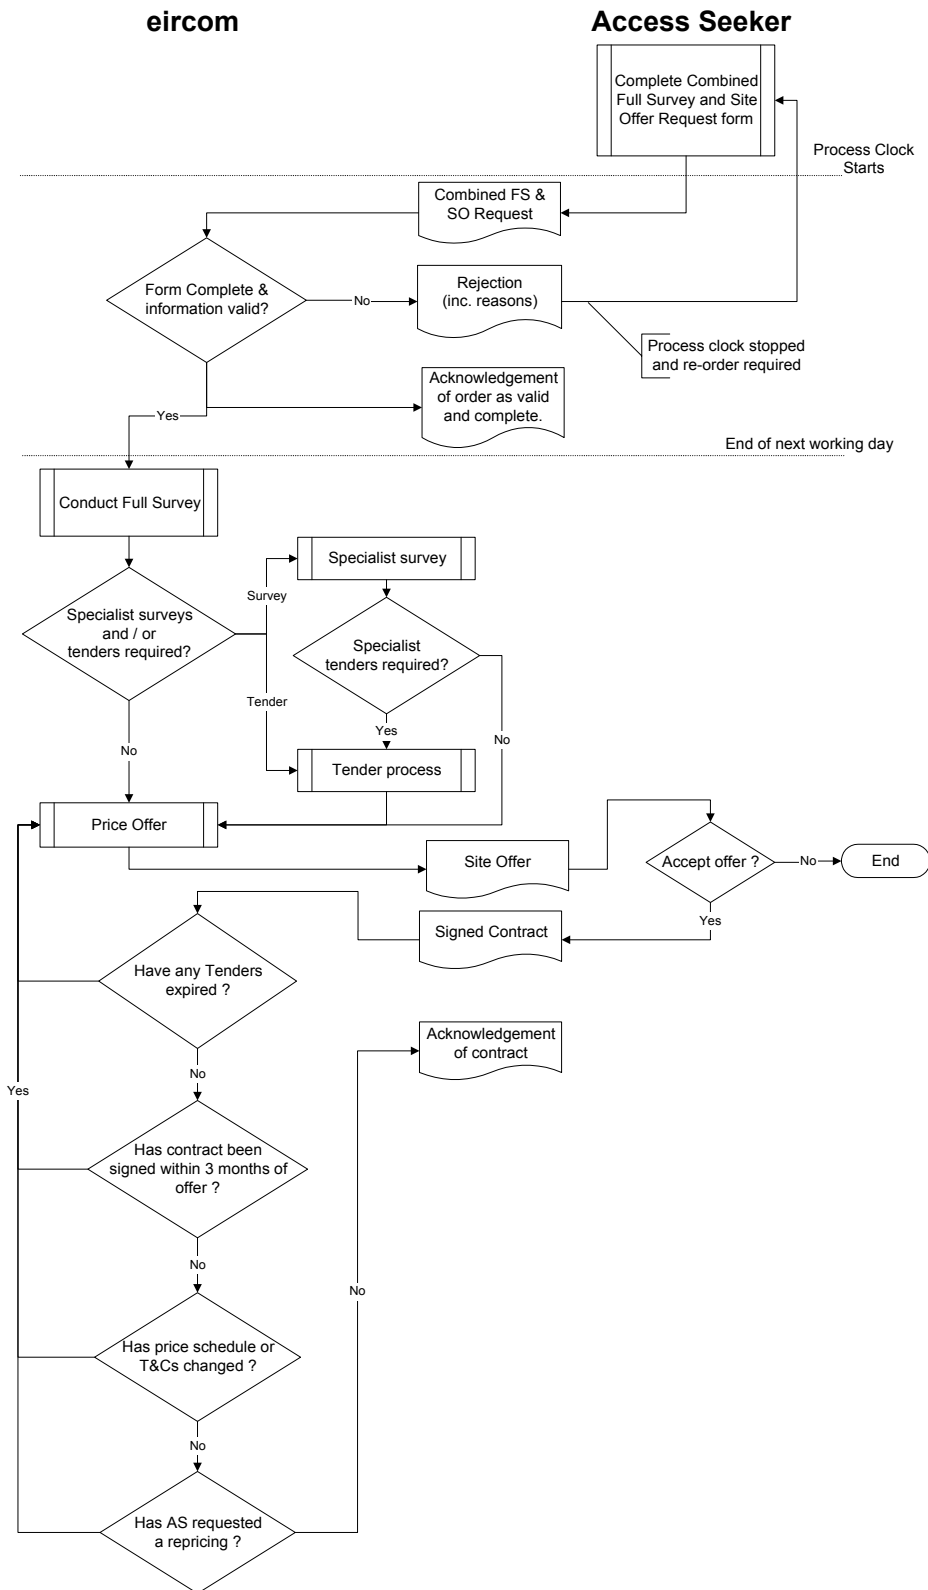 eircom
Access Seeker
Complete Combined
Full Survey and Site
Offer Request form
Process Clock
Starts
Combined FS &
SO Request
Form Complete &
information valid?
No
Rejection
(inc. reasons)
Process clock stopped
and re-order required
Acknowledgement
of order as valid
and complete.
Yes
End of next working day
Conduct Full Survey
Specialist survey
Survey
Specialist surveys
and / or
tenders required?
Specialist
tenders required?
Tender
Yes
No
No
Tender process
Price Offer
Site Offer
Accept offer ?
No
End
Yes
Signed Contract
Have any Tenders
expired ?
Acknowledgement
of contract
No
Yes
Has contract been
signed within 3 months of
offer ?
No
No
Has price schedule or
T&Cs changed ?
No
Has AS requested
a repricing ?